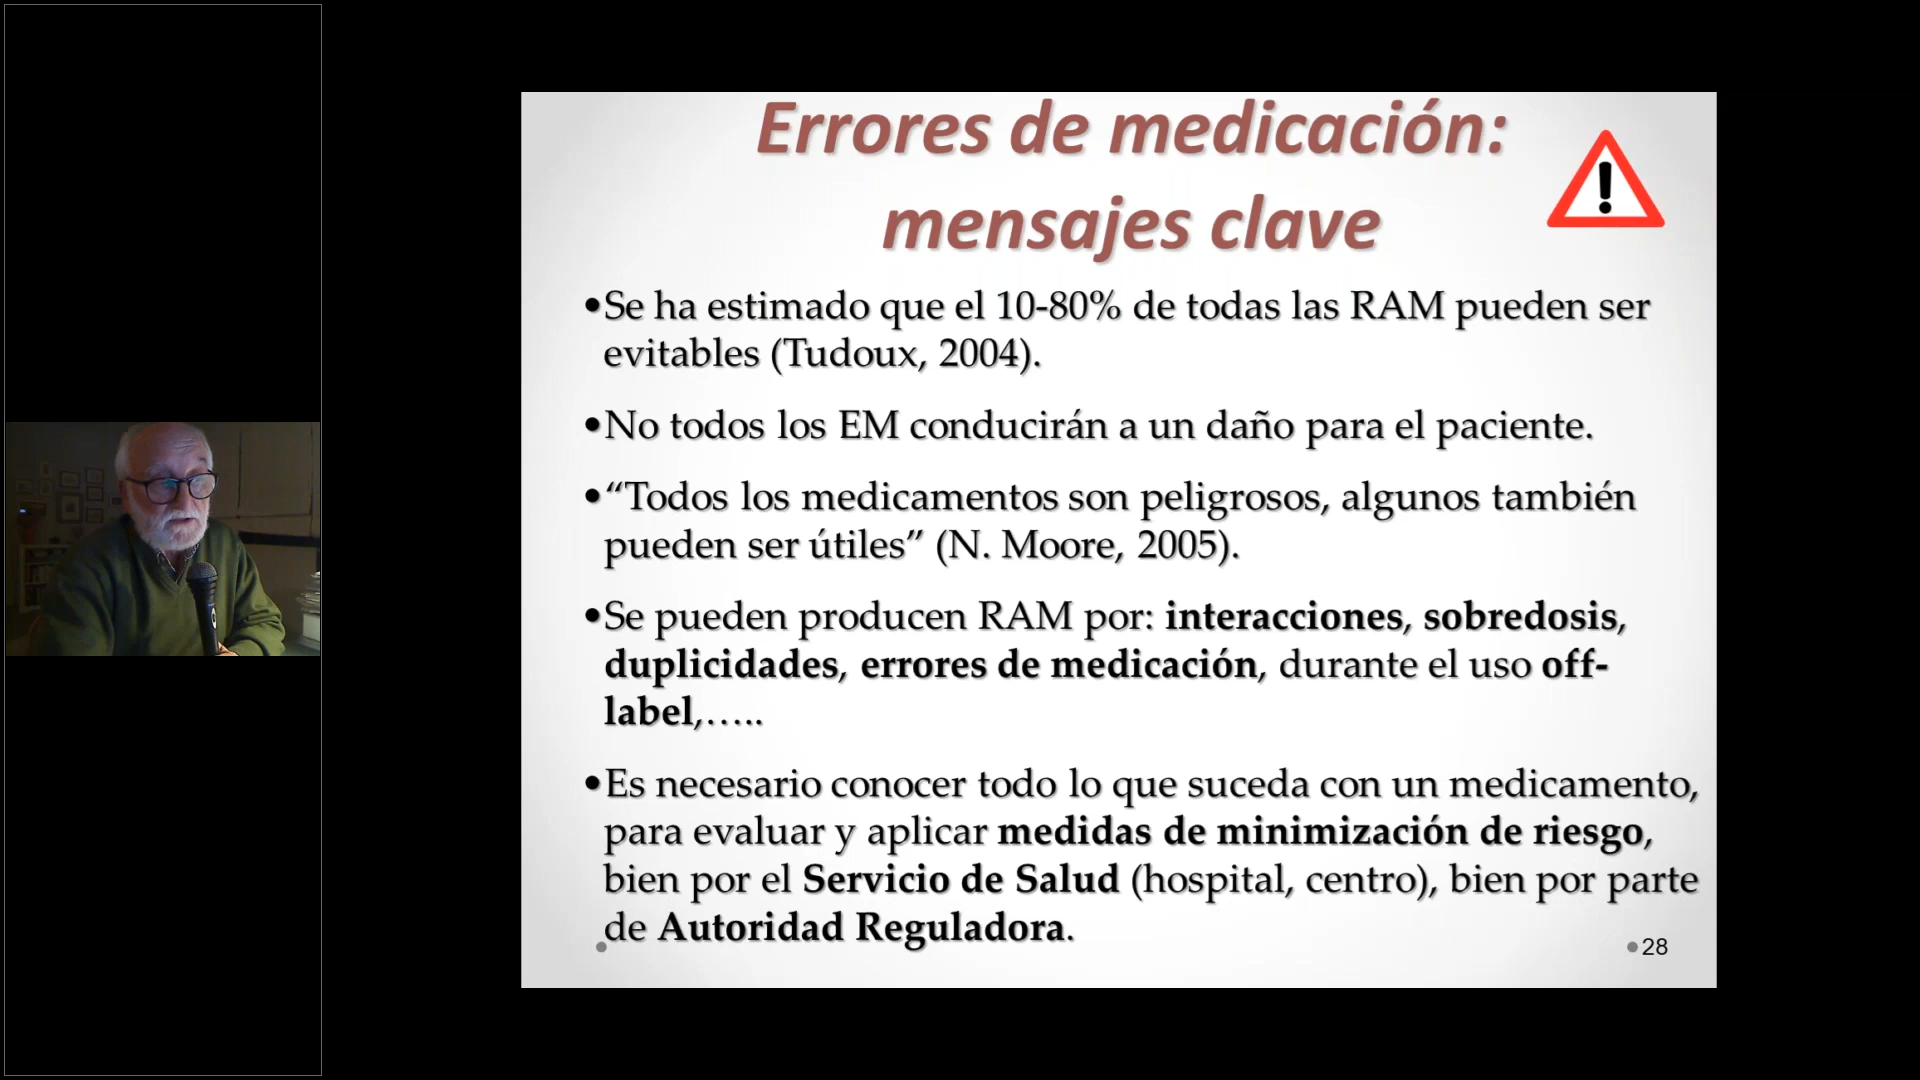 Errores de medicación:
mensajes clave
•Se ha estimado que el 10-80% de todas las RAM pueden ser
evitables (Tudoux, 2004).
•No todos los EM conducirán a un daño para el paciente.
•“Todos los medicamentos son peligrosos, algunos también
pueden ser útiles” (N. Moore, 2005).
•Se pueden producen RAM por: interacciones, sobredosis,
duplicidades, errores de medicación, durante el uso off-
label,…..
•Es necesario conocer todo lo que suceda con un medicamento,
para evaluar y aplicar medidas de minimización de riesgo,
bien por el Servicio de Salud (hospital, centro), bien por parte
de Autoridad Reguladora.
•28